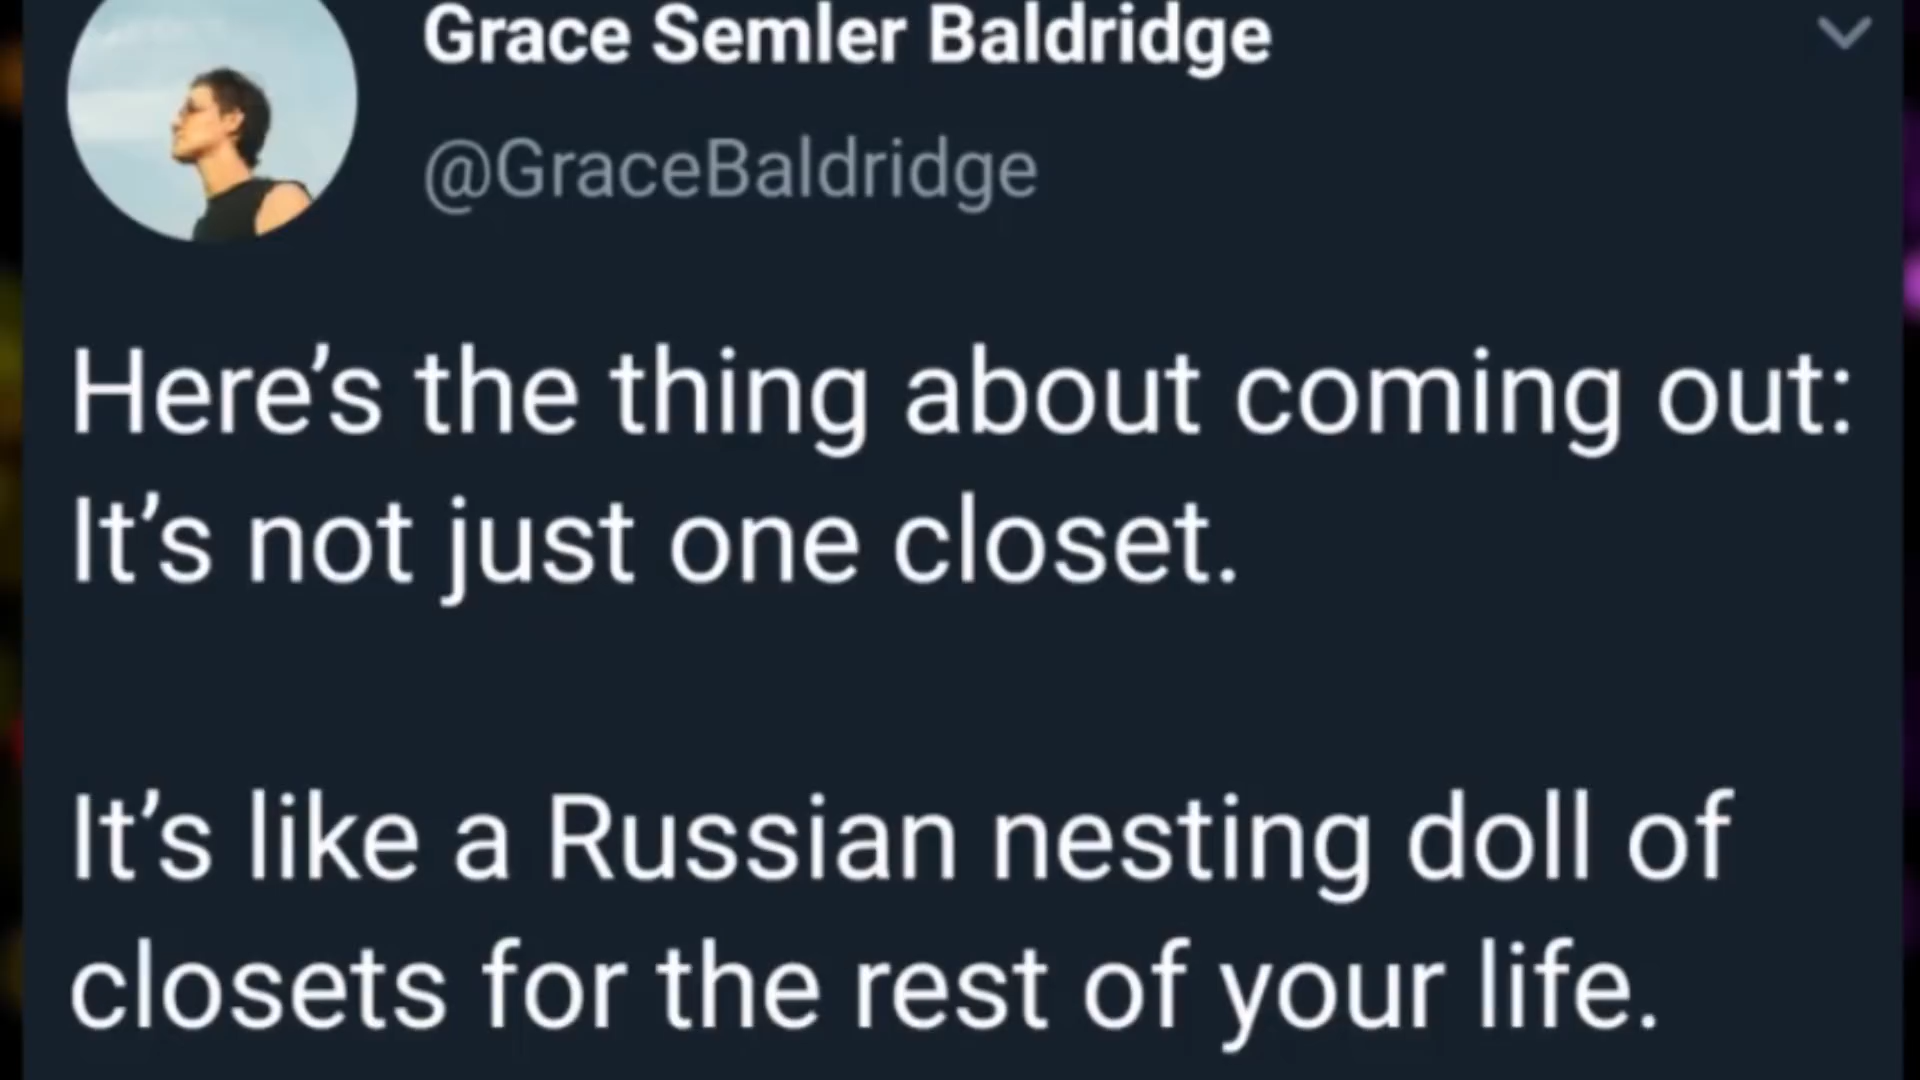 Grace Semler Baldridge
@GraceBaldridge
Here’s the thing about coming out:
It’s not just one closet.
It’s like a Russian nesting doll of
closets for the rest of your life.